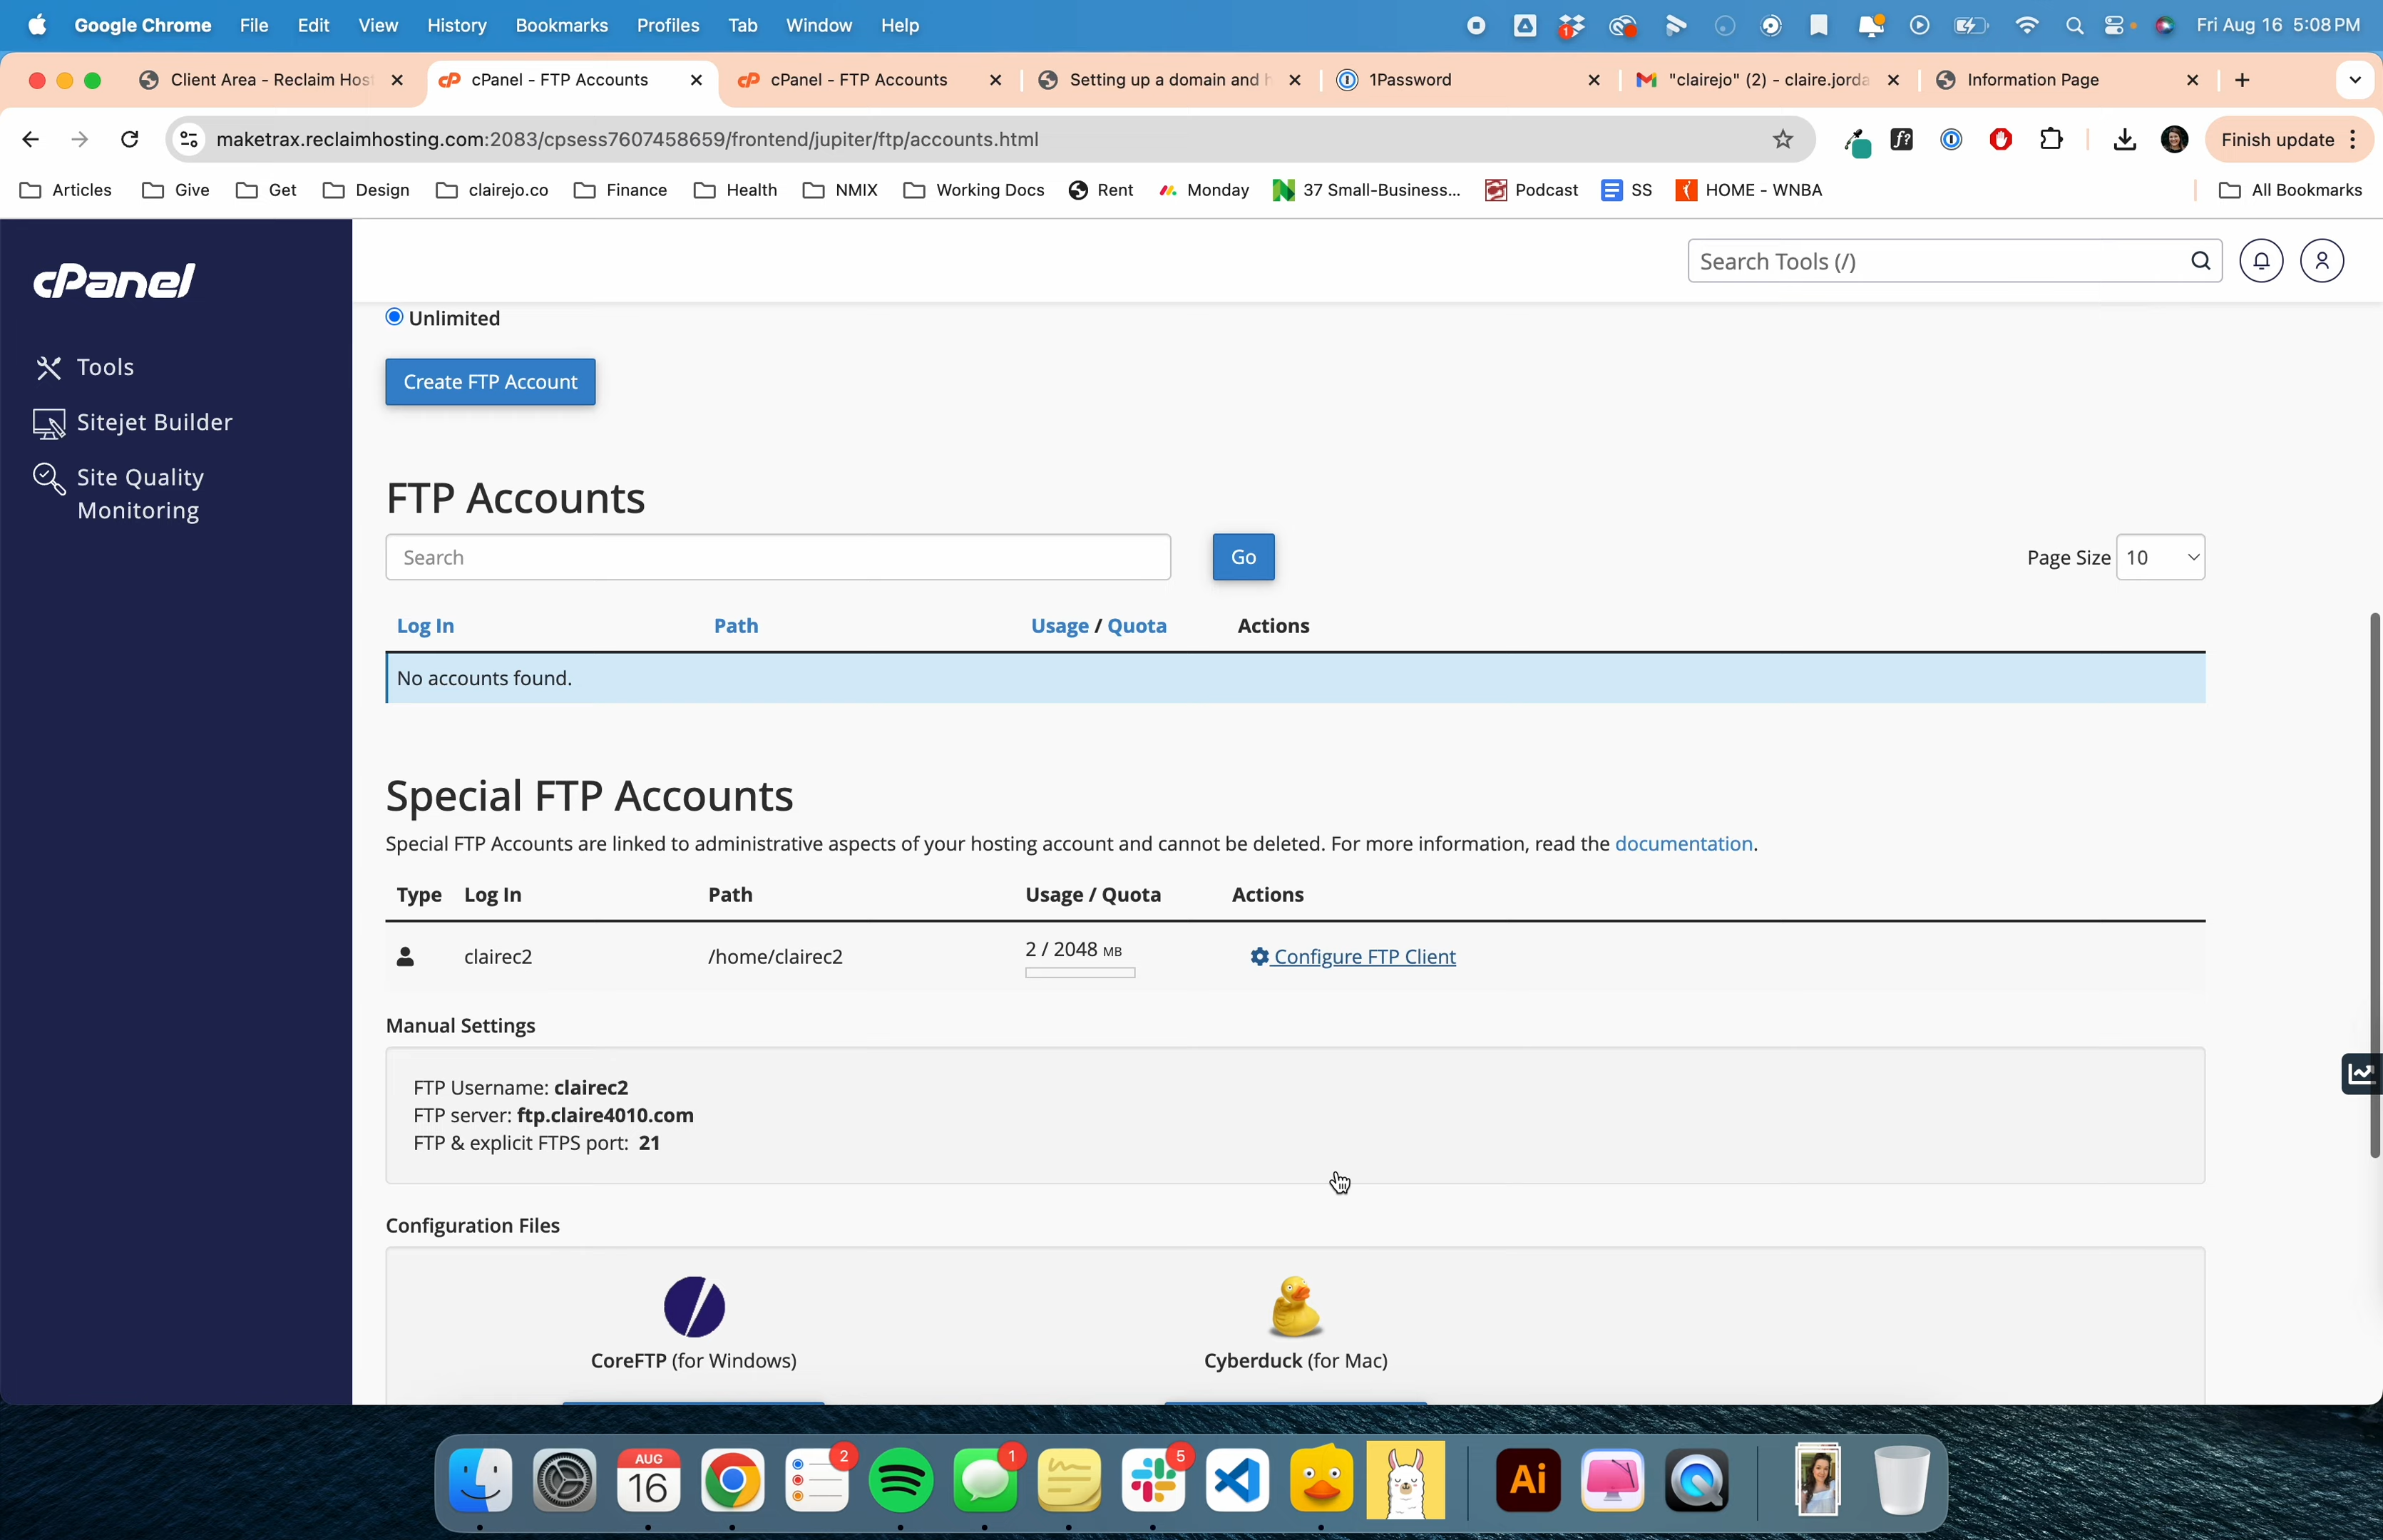 Google Chrome File Edit View History Bookmarks Profiles Tab Window Help 1 Fri Aug 16 5:08 PM
Client Area - Reclaim Hos cPanel - FTP Accounts cPanel - FTP Accounts Setting up a domain and h 1Password "clairejo" (2) - claire.jorda Information Page
maketrax.reclaimhosting.com:2083/cpsess7607458659/frontend/jupiter/ftp/accounts.html f? Finish update
Articles Give Get Design clairejo.co Finance Health NMIX Working Docs Rent Monday 37 Small-Business... Podcast SS HOME - WNBA All Bookmarks
cPanel
Search Tools (/)
Tools
Sitejet Builder
Site Quality
Monitoring
Unlimited
Create FTP Account
FTP Accounts
Search Go Page Size 10
Log In Path Usage / Quota Actions
No accounts found.
Special FTP Accounts
Special FTP Accounts are linked to administrative aspects of your hosting account and cannot be deleted. For more information, read the documentation.
Type Log In Path Usage / Quota Actions
clairec2 /home/clairec2 2 / 2048 MB Configure FTP Client
Manual Settings
FTP Username: clairec2
FTP server: ftp.claire4010.com
FTP & explicit FTPS port: 21
Configuration Files
CoreFTP (for Windows) Cyberduck (for Mac)
AUG
16
2
1
5
Ai